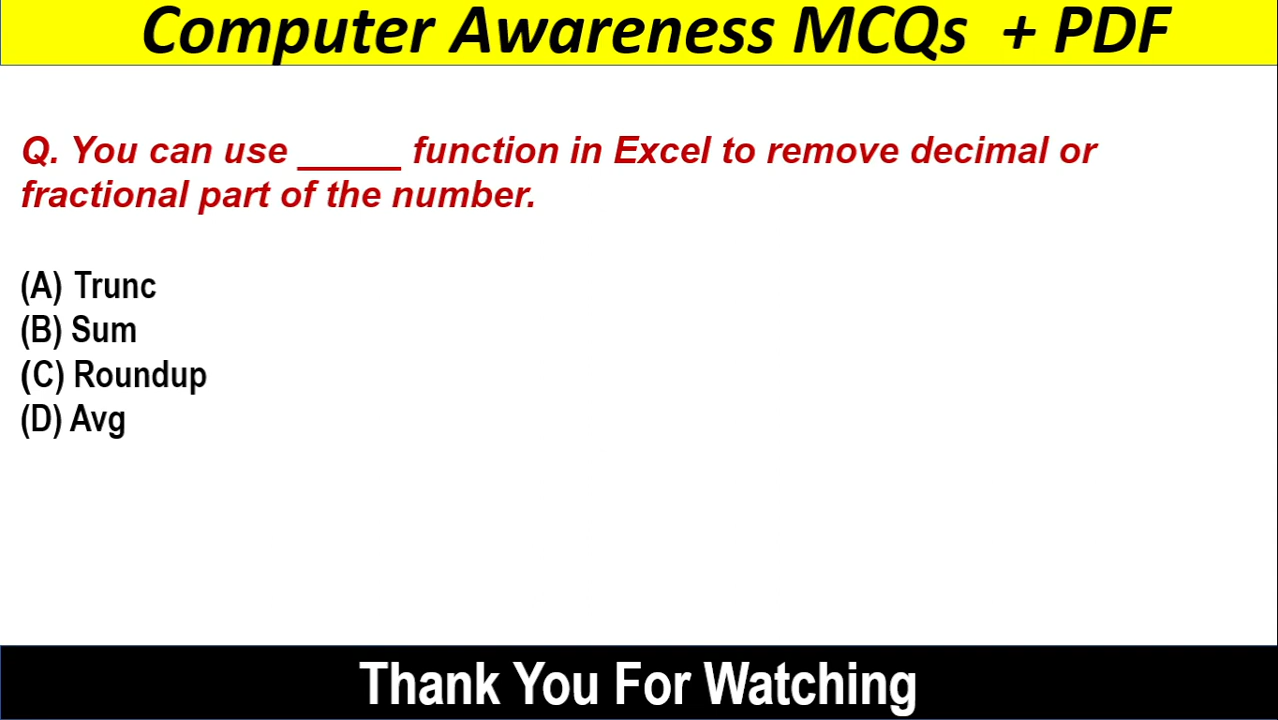 Computer Awareness MCQs + PDF
Q. You can use _____ function in Excel to remove decimal or
fractional part of the number.
(A) Trunc
(B) Sum
(C) Roundup
(D) Avg
Thank You For Watching